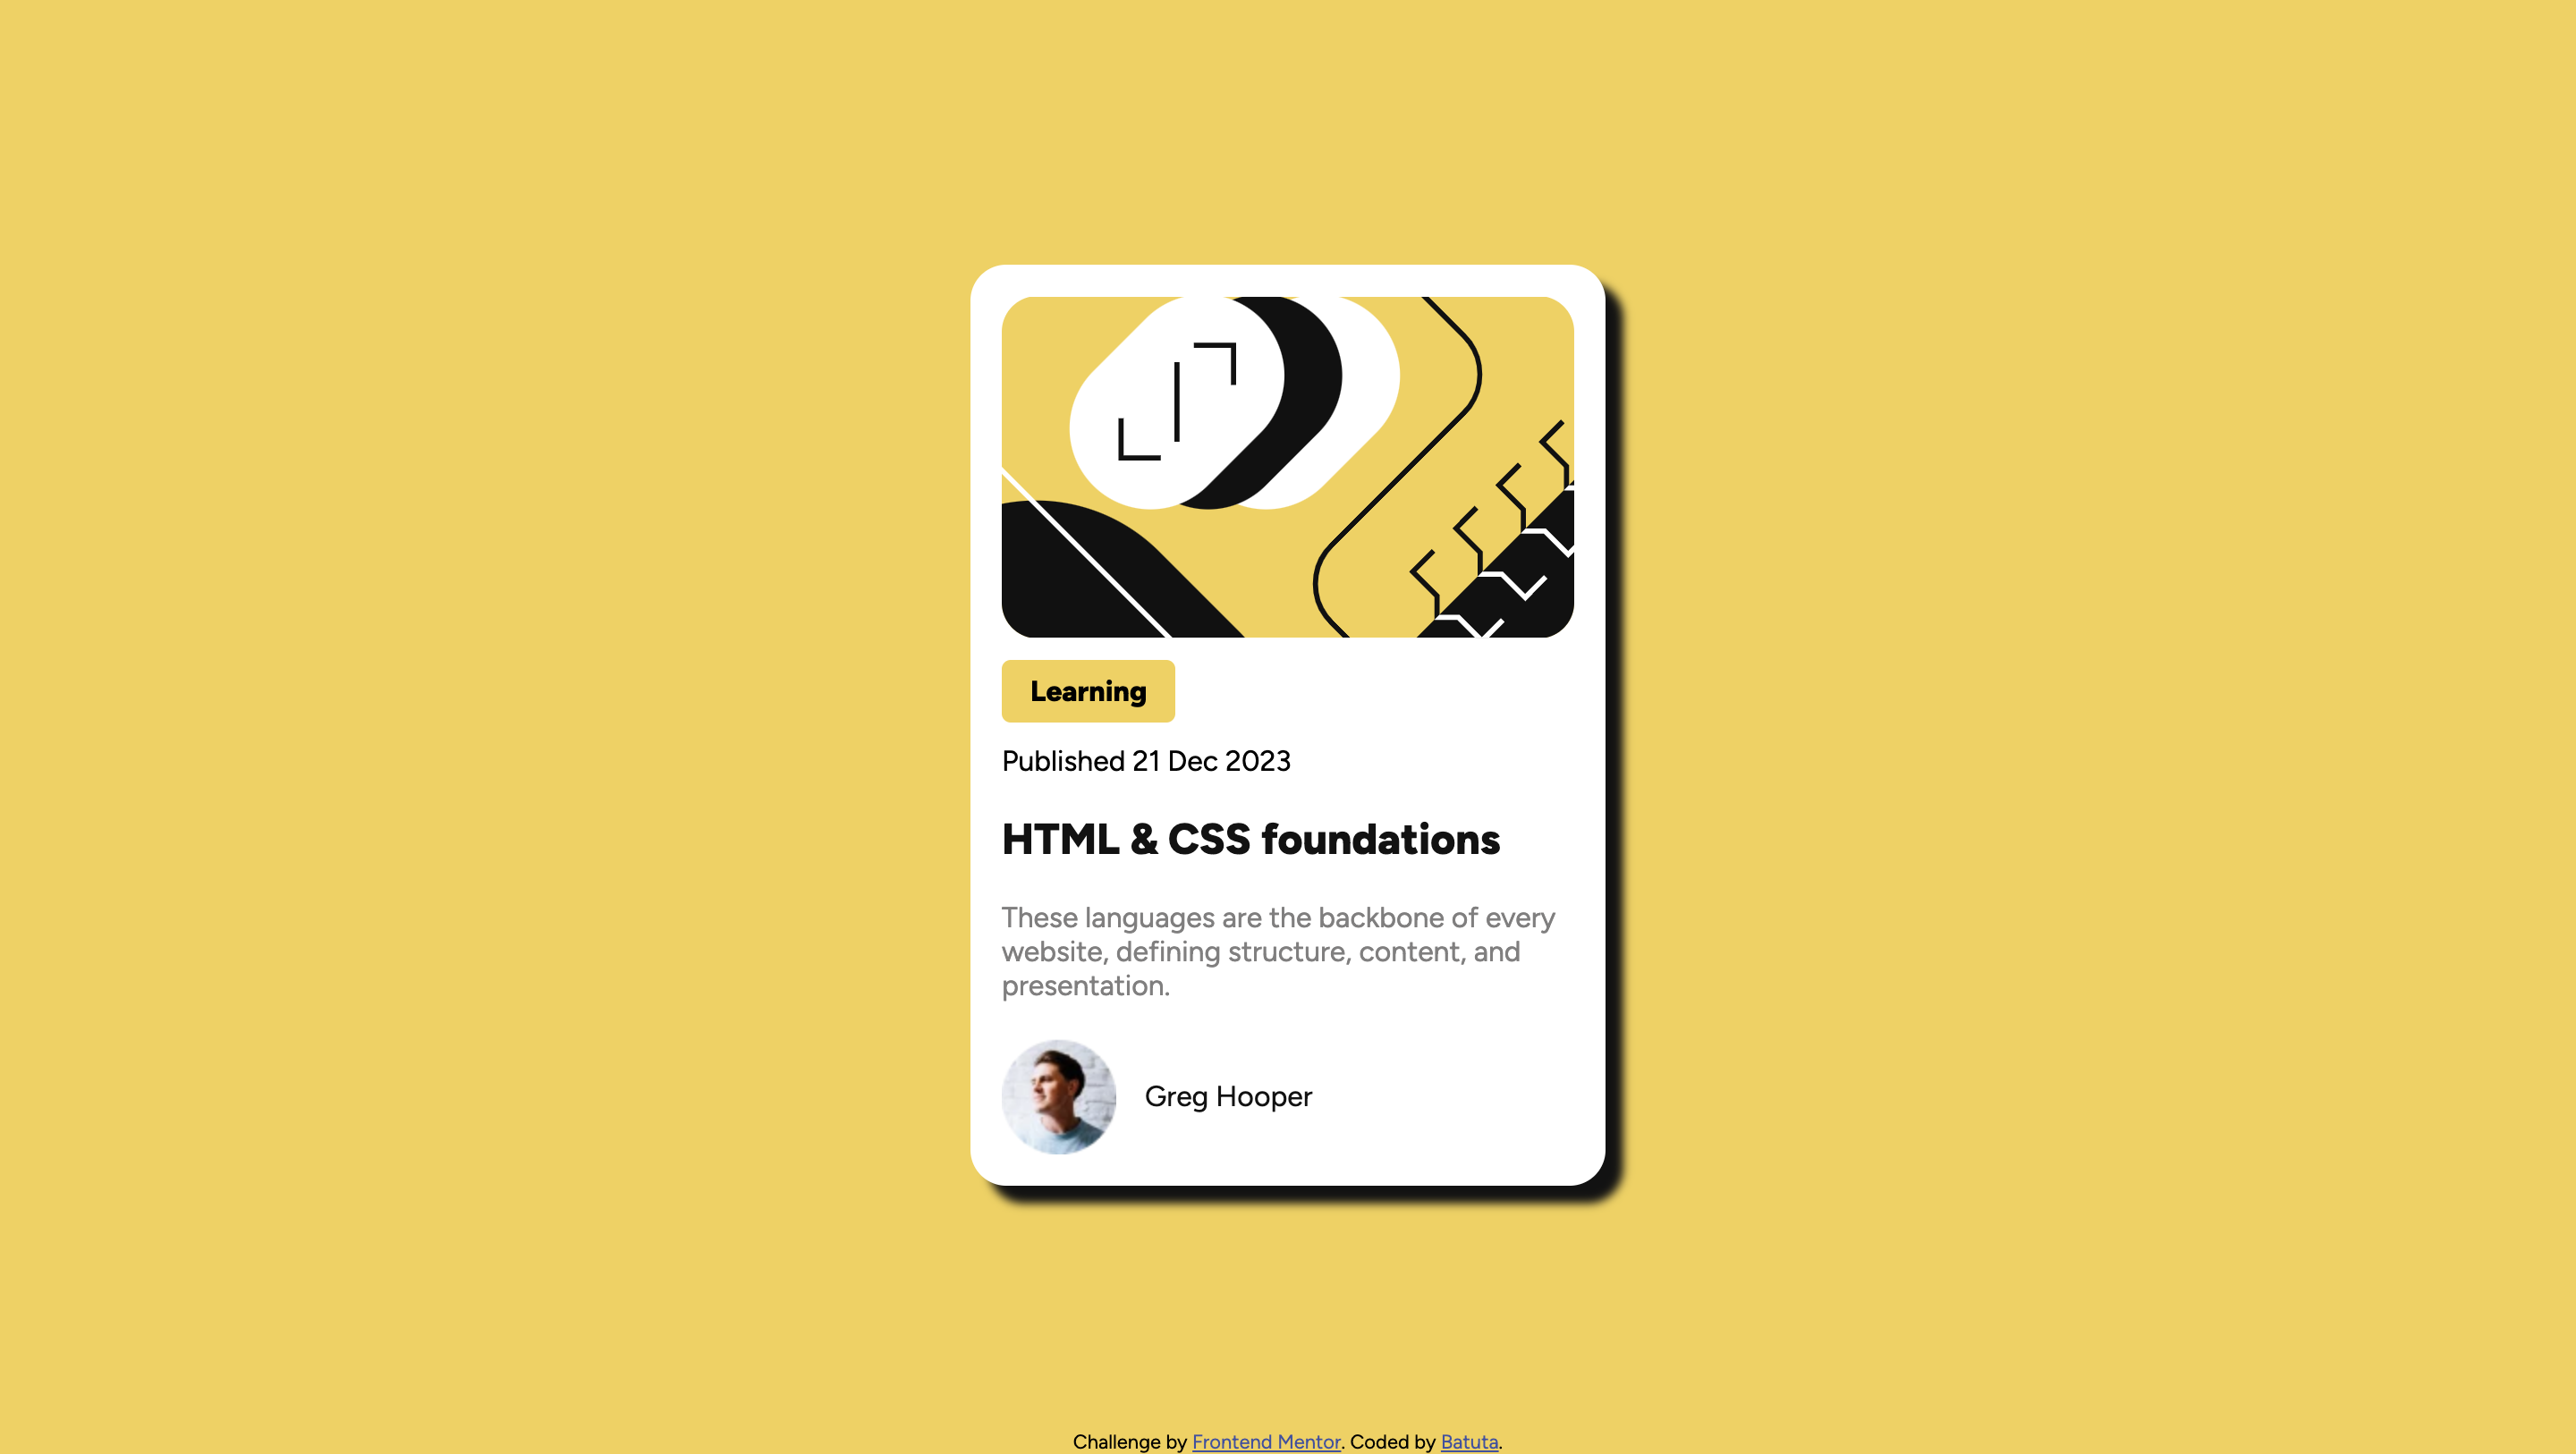 Learning
Published 21 Dec 2023
HTML & CSS foundations
These languages are the backbone of every
website, defining structure, content, and
presentation.
Greg Hooper
Challenge by Frontend Mentor. Coded by Batuta.